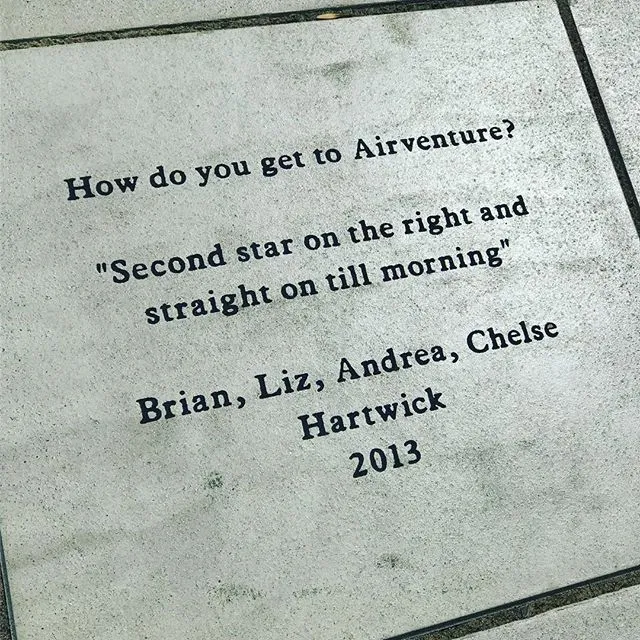 How do you get to Airventure?
"Second star on the right and
straight on till morning"
Brian, Liz, Andrea, Chelse
Hartwick
2013